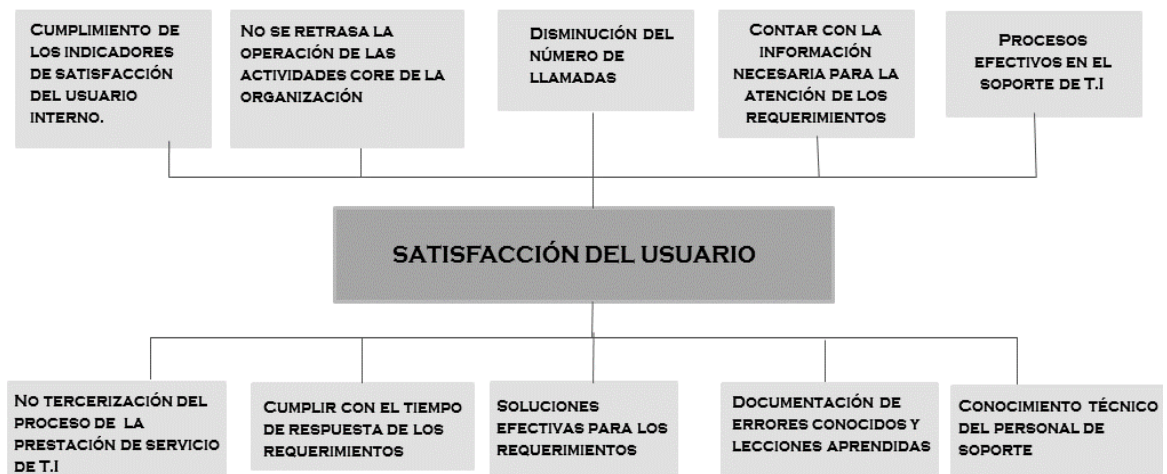 CUMPLIMIENTO DE
LOS INDICADORES
DE SATISFACCIÓN
DEL USUARIO
INTERNO.
NO SE RETRASA LA
OPERACIÓN DE LAS
ACTIVIDADES CORE DE LA
ORGANIZACIÓN
DISMINUCIÓN DEL
NÚMERO DE
LLAMADAS
CONTAR CON LA
INFORMACIÓN
NECESARIA PARA LA
ATENCIÓN DE LOS
REQUERIMIENTOS
PROCESOS
EFECTIVOS EN EL
SOPORTE DE T.I
SATISFACCIÓN DEL USUARIO
NO TERCERIZACIÓN DEL
PROCESO DE LA
PRESTACIÓN DE SERVICIO
DE T.I
CUMPLIR CON EL TIEMPO
DE RESPUESTA DE LOS
REQUERIMIENTOS
SOLUCIONES
EFECTIVAS PARA LOS
REQUERIMIENTOS
DOCUMENTACIÓN DE
ERRORES CONOCIDOS Y
LECCIONES APRENDIDAS
CONOCIMIENTO TÉCNICO
DEL PERSONAL DE
SOPORTE